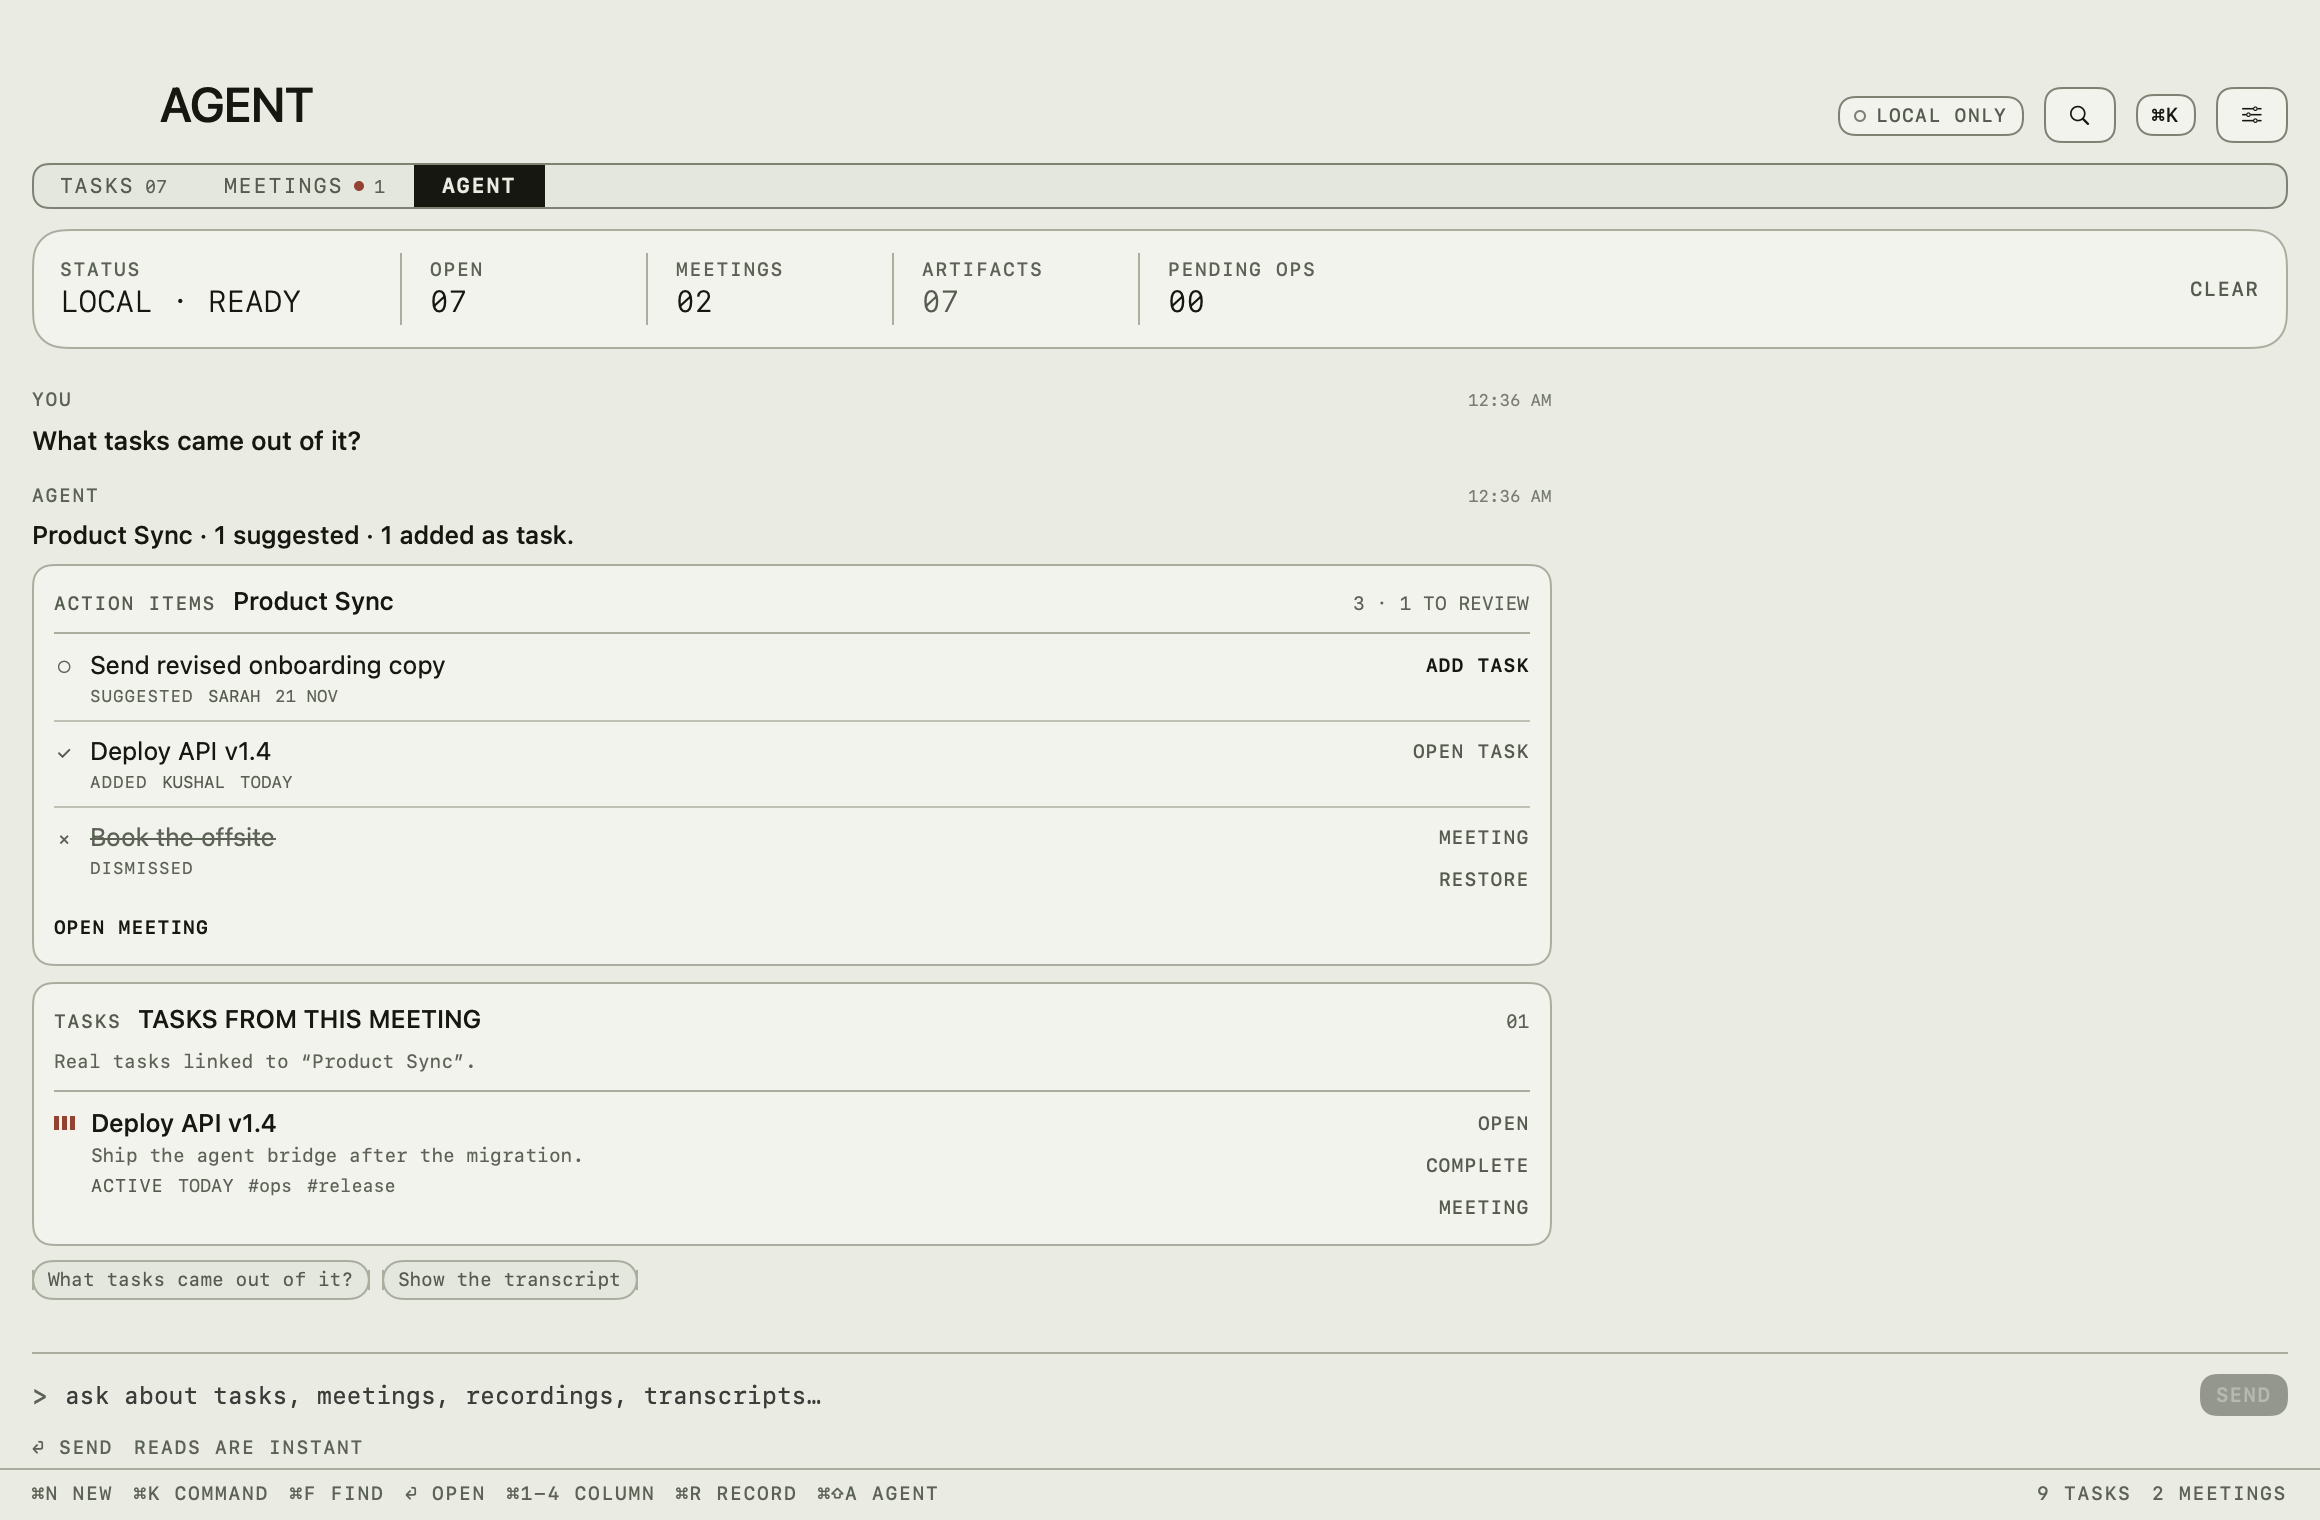 AGENT
LOCAL ONLY ⌘K
TASKS 07 MEETINGS 1 AGENT
STATUS OPEN MEETINGS ARTIFACTS PENDING OPS
LOCAL · READY 07 02 07 00 CLEAR
YOU 12:36 AM
What tasks came out of it?
AGENT 12:36 AM
Product Sync · 1 suggested · 1 added as task.
ACTION ITEMS Product Sync 3 · 1 TO REVIEW
Send revised onboarding copy ADD TASK
SUGGESTED SARAH 21 NOV
Deploy API v1.4 OPEN TASK
ADDED KUSHAL TODAY
Book the offsite MEETING
DISMISSED RESTORE
OPEN MEETING
TASKS TASKS FROM THIS MEETING 01
Real tasks linked to “Product Sync”.
Deploy API v1.4 OPEN
Ship the agent bridge after the migration. COMPLETE
ACTIVE TODAY #ops #release MEETING
What tasks came out of it? Show the transcript
> ask about tasks, meetings, recordings, transcripts… SEND
⏎ SEND READS ARE INSTANT
⌘N NEW ⌘K COMMAND ⌘F FIND ⏎ OPEN ⌘1–4 COLUMN ⌘R RECORD ⌘⇧A AGENT 9 TASKS 2 MEETINGS